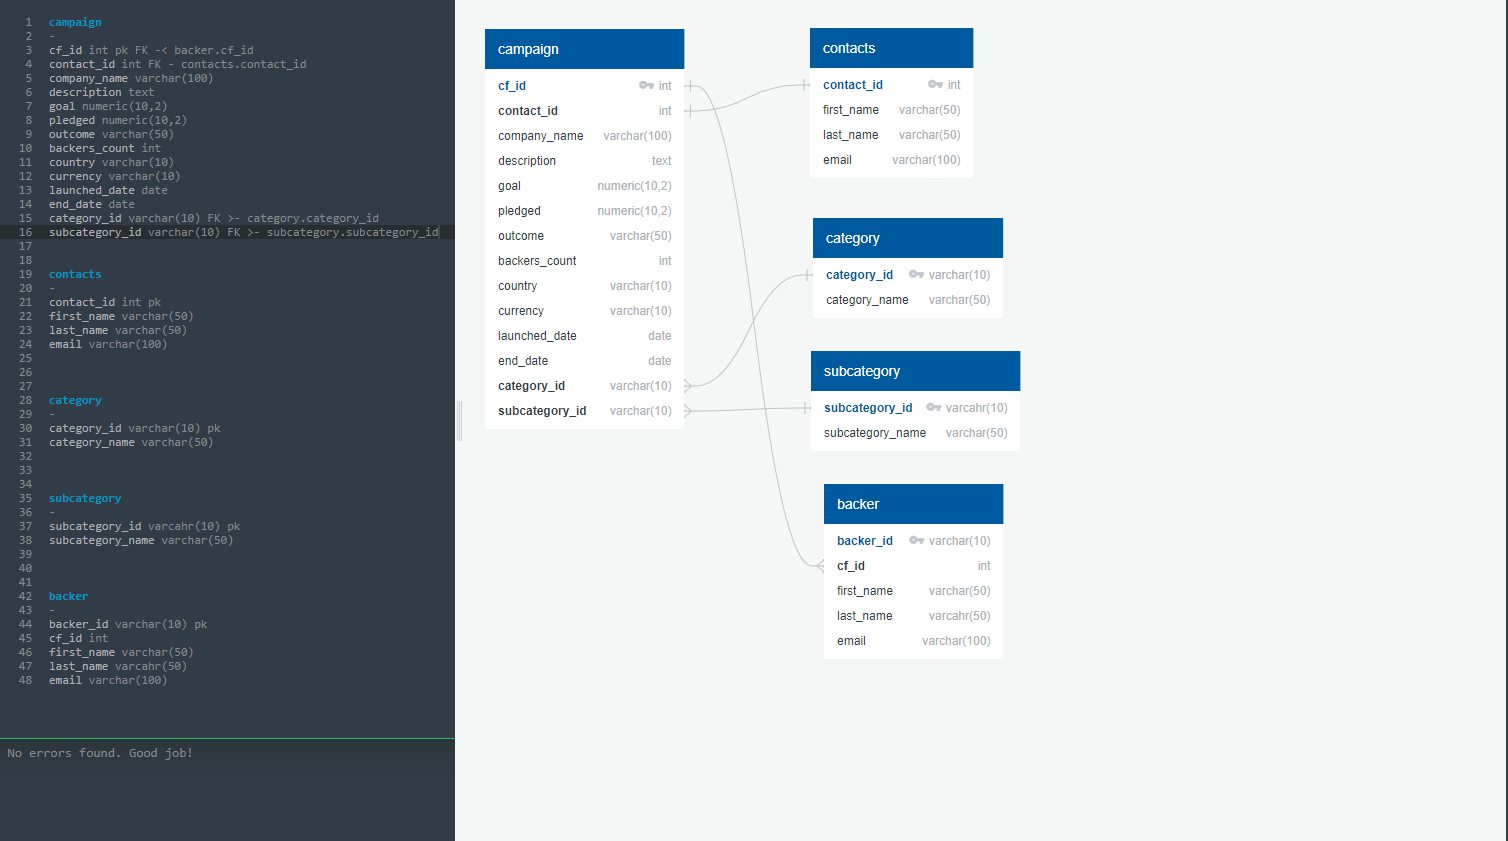 1 campaign
2 -
3 cf_id int pk FK -< backer.cf_id
4 contact_id int FK - contacts.contact_id
5 company_name varchar(100)
6 description text
7 goal numeric(10,2)
8 pledged numeric(10,2)
9 outcome varchar(50)
10 backers_count int
11 country varchar(10)
12 currency varchar(10)
13 launched_date date
14 end_date date
15 category_id varchar(10) FK >- category.category_id
16 subcategory_id varchar(10) FK >- subcategory.subcategory_id
17
18
19 contacts
20 -
21 contact_id int pk
22 first_name varchar(50)
23 last_name varchar(50)
24 email varchar(100)
25
26
27
28 category
29 -
30 category_id varchar(10) pk
31 category_name varchar(50)
32
33
34
35 subcategory
36 -
37 subcategory_id varcahr(10) pk
38 subcategory_name varchar(50)
39
40
41
42 backer
43 -
44 backer_id varchar(10) pk
45 cf_id int
46 first_name varchar(50)
47 last_name varcahr(50)
48 email varchar(100)
No errors found. Good job!
campaign
cf_id int
contact_id int
company_name varchar(100)
description text
goal numeric(10,2)
pledged numeric(10,2)
outcome varchar(50)
backers_count int
country varchar(10)
currency varchar(10)
launched_date date
end_date date
category_id varchar(10)
subcategory_id varchar(10)
contacts
contact_id int
first_name varchar(50)
last_name varchar(50)
email varchar(100)
category
category_id varchar(10)
category_name varchar(50)
subcategory
subcategory_id varcahr(10)
subcategory_name varchar(50)
backer
backer_id varchar(10)
cf_id int
first_name varchar(50)
last_name varcahr(50)
email varchar(100)